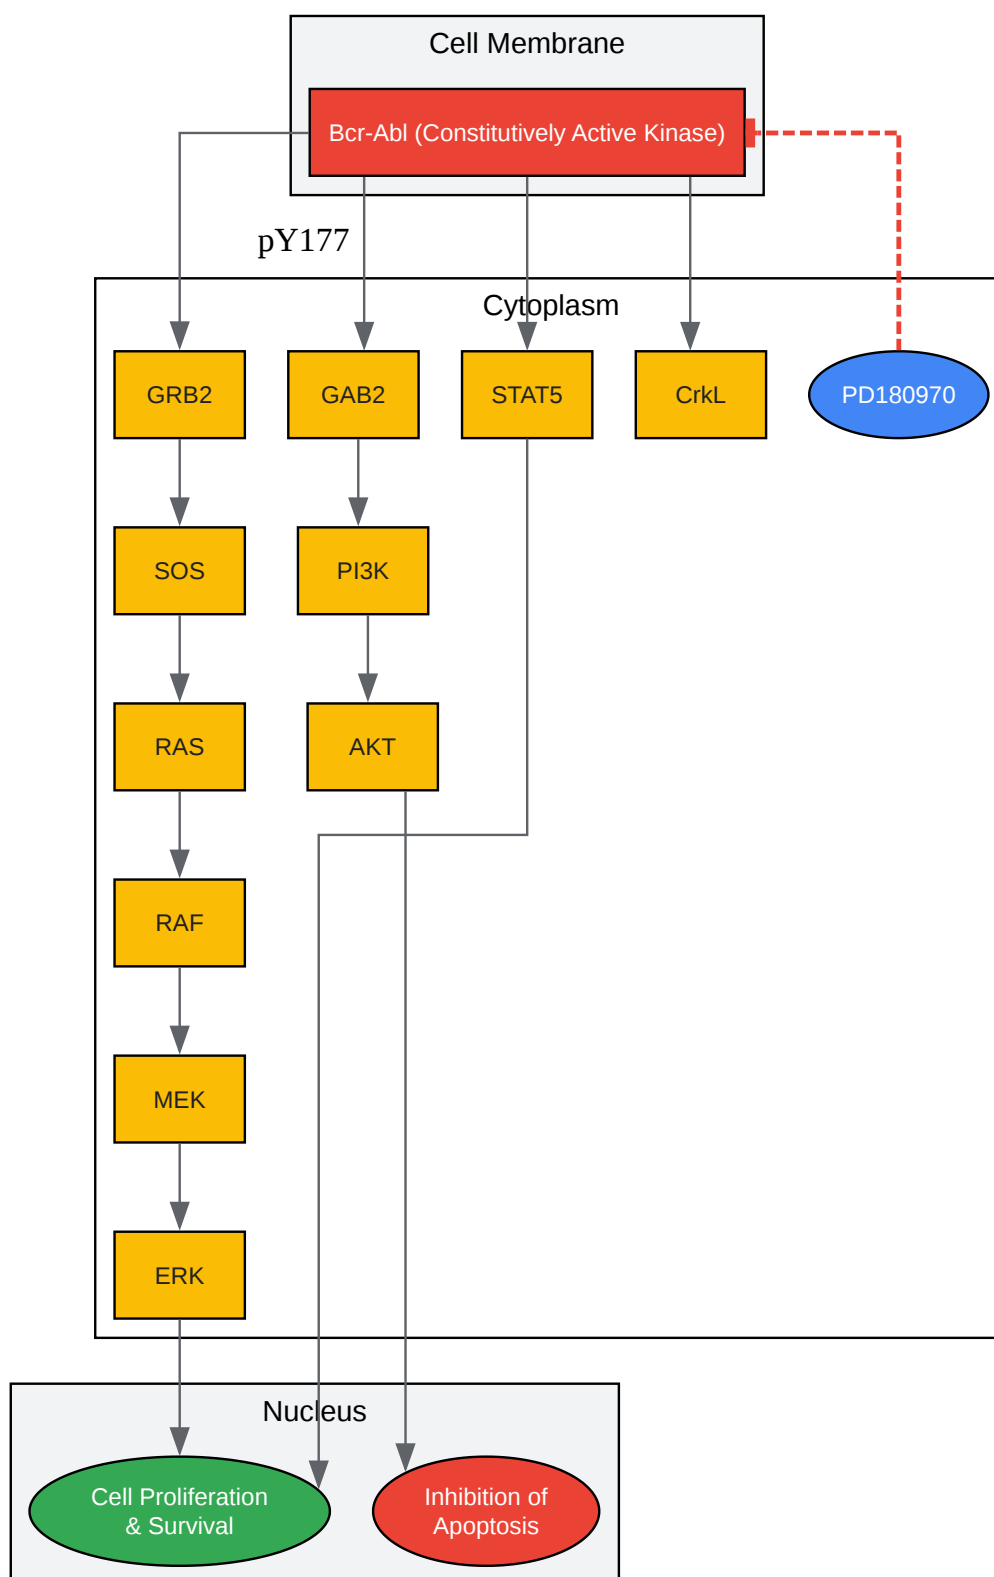 Cell Membrane
Bcr-Abl (Constitutively Active Kinase)
pY177
Cytoplasm
GRB2
GAB2
STAT5
CrkL
PD180970
SOS
PI3K
RAS
AKT
RAF
MEK
ERK
Nucleus
Cell Proliferation
& Survival
Inhibition of
Apoptosis